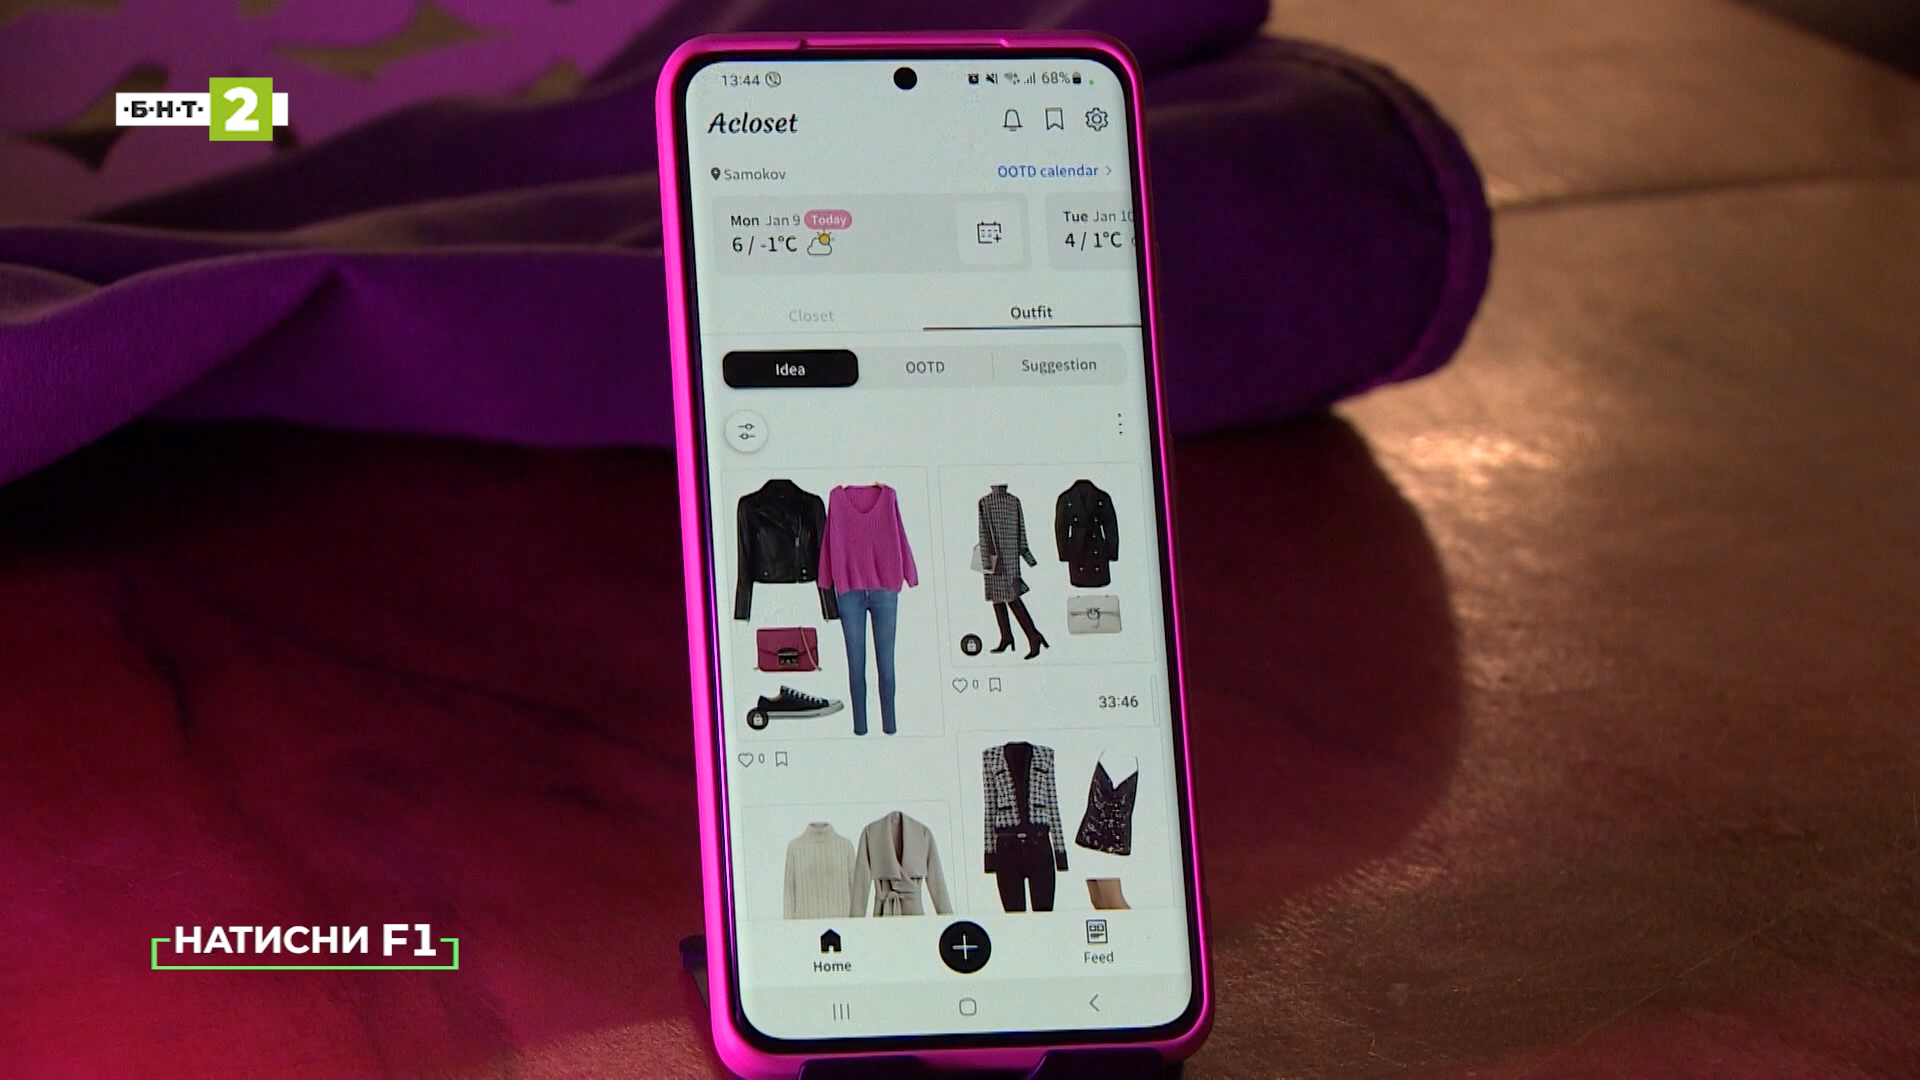 ·Б·Н·Т· 2
13:44 68%
Acloset
Samokov OOTD calendar >
Mon Jan 9 Today
6 / -1°C
Tue Jan 10
4 / 1°C
Closet Outfit
Idea OOTD Suggestion
0
33:46
0
Home Feed
НАТИСНИ F1